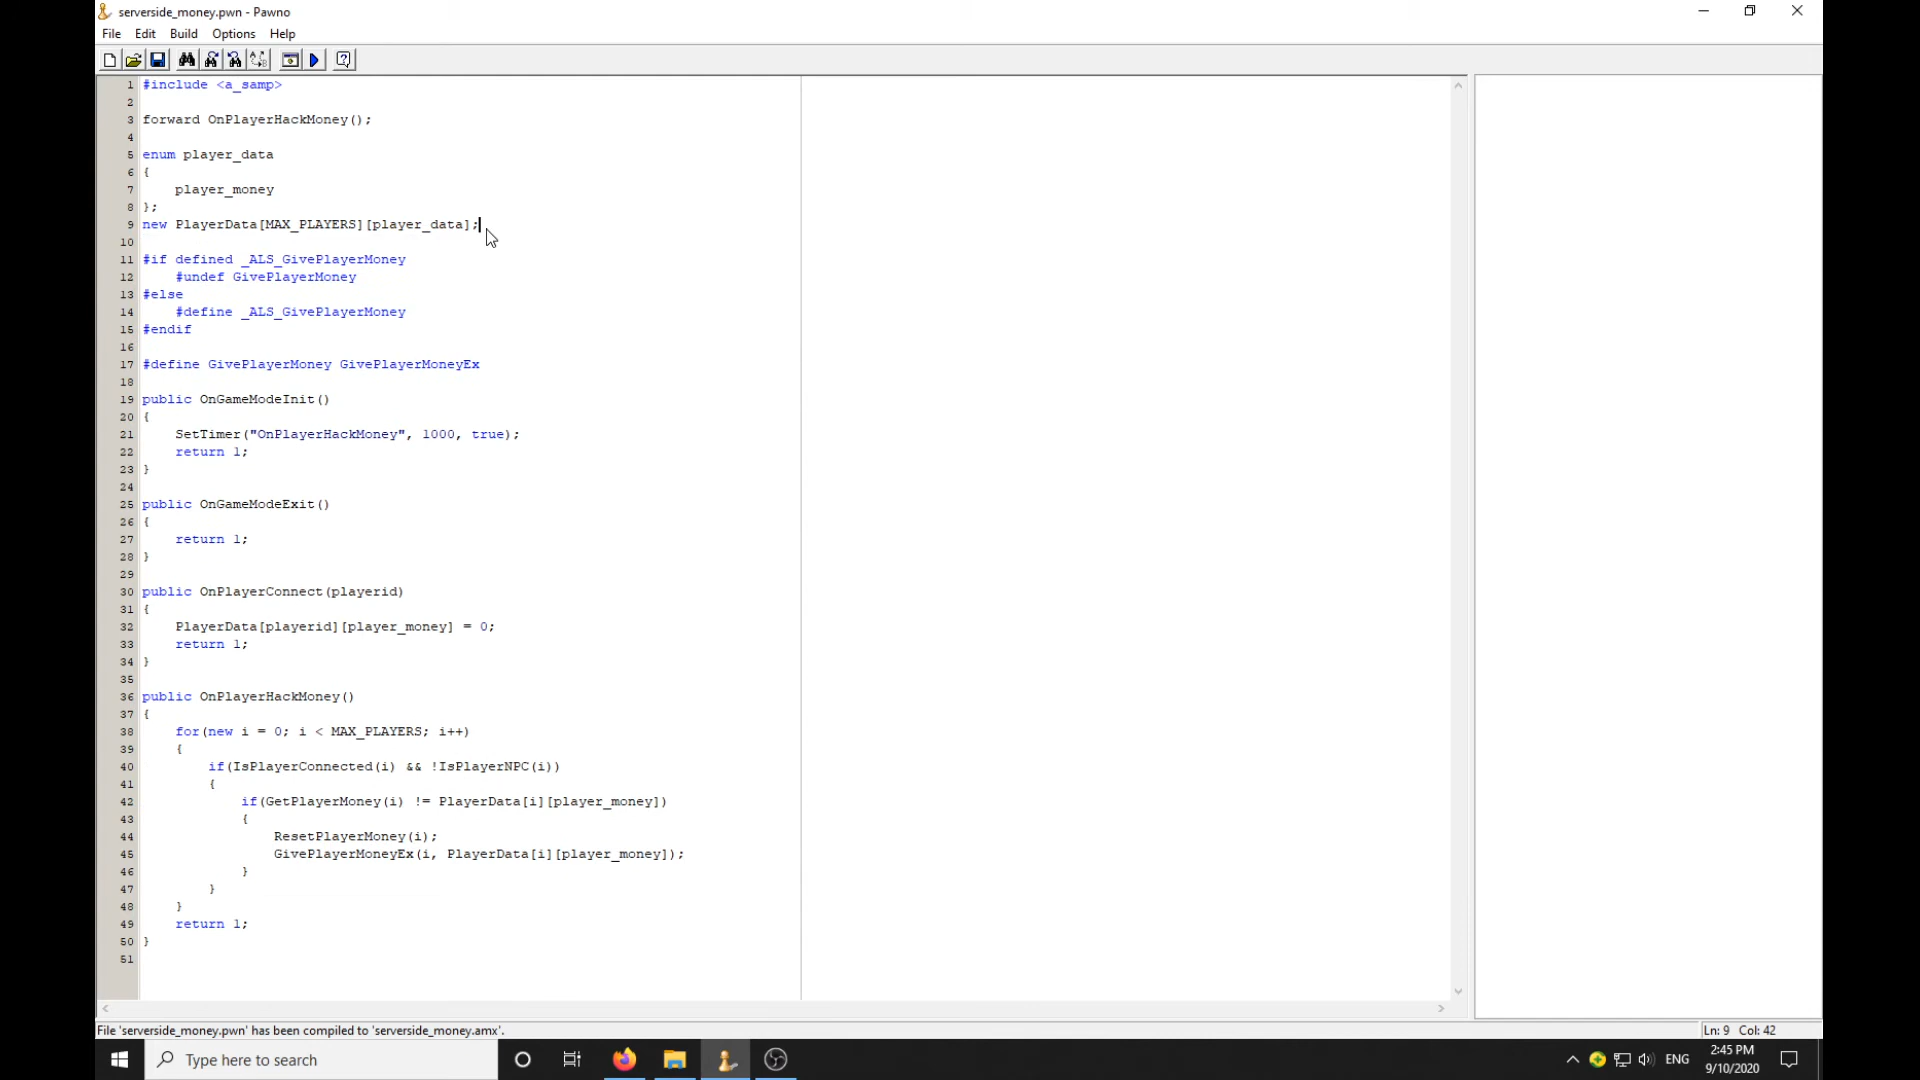 serverside_money.pwn - Pawno
File Edit Build Options Help
1 #include <a_samp>
2
3 forward OnPlayerHackMoney();
4
5 enum player_data
6 {
7 player_money
8 };
9 new PlayerData[MAX_PLAYERS][player_data];
10
11 #if defined _ALS_GivePlayerMoney
12 #undef GivePlayerMoney
13 #else
14 #define _ALS_GivePlayerMoney
15 #endif
16
17 #define GivePlayerMoney GivePlayerMoneyEx
18
19 public OnGameModeInit()
20 {
21 SetTimer("OnPlayerHackMoney", 1000, true);
22 return 1;
23 }
24
25 public OnGameModeExit()
26 {
27 return 1;
28 }
29
30 public OnPlayerConnect(playerid)
31 {
32 PlayerData[playerid][player_money] = 0;
33 return 1;
34 }
35
36 public OnPlayerHackMoney()
37 {
38 for(new i = 0; i < MAX_PLAYERS; i++)
39 {
40 if(IsPlayerConnected(i) && !IsPlayerNPC(i))
41 {
42 if(GetPlayerMoney(i) != PlayerData[i][player_money])
43 {
44 ResetPlayerMoney(i);
45 GivePlayerMoneyEx(i, PlayerData[i][player_money]);
46 }
47 }
48 }
49 return 1;
50 }
51
File 'serverside_money.pwn' has been compiled to 'serverside_money.amx'.
Ln: 9 Col: 42
Type here to search
ENG
2:45 PM
9/10/2020